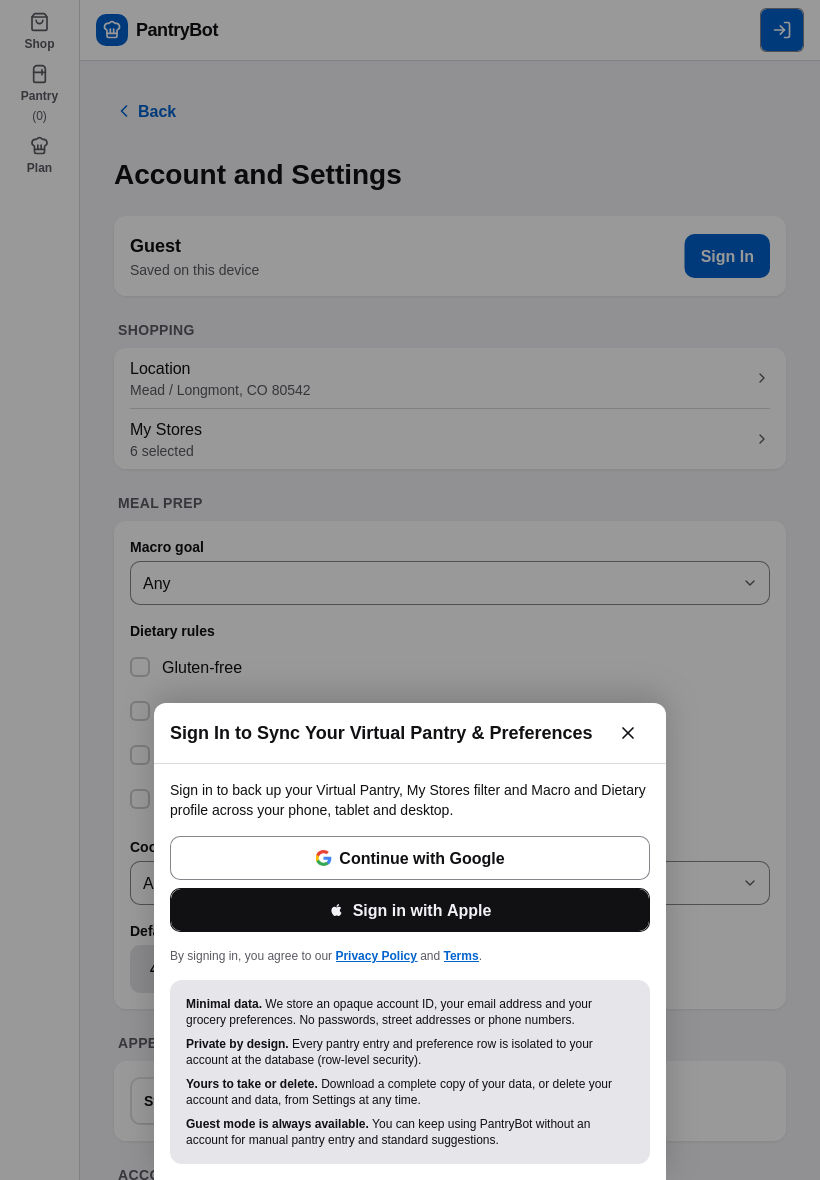 Shop
Pantry
(0)
Plan
PantryBot
Back
Account and Settings
Guest
Saved on this device
Sign In
SHOPPING
Location
Mead / Longmont, CO 80542
My Stores
6 selected
MEAL PREP
Macro goal
Any
Dietary rules
Gluten-free
Sign In to Sync Your Virtual Pantry & Preferences
Sign in to back up your Virtual Pantry, My Stores filter and Macro and Dietary
profile across your phone, tablet and desktop.
Continue with Google
Sign in with Apple
By signing in, you agree to our Privacy Policy and Terms.
Minimal data. We store an opaque account ID, your email address and your
grocery preferences. No passwords, street addresses or phone numbers.
Private by design. Every pantry entry and preference row is isolated to your
account at the database (row-level security).
Yours to take or delete. Download a complete copy of your data, or delete your
account and data, from Settings at any time.
Guest mode is always available. You can keep using PantryBot without an
account for manual pantry entry and standard suggestions.